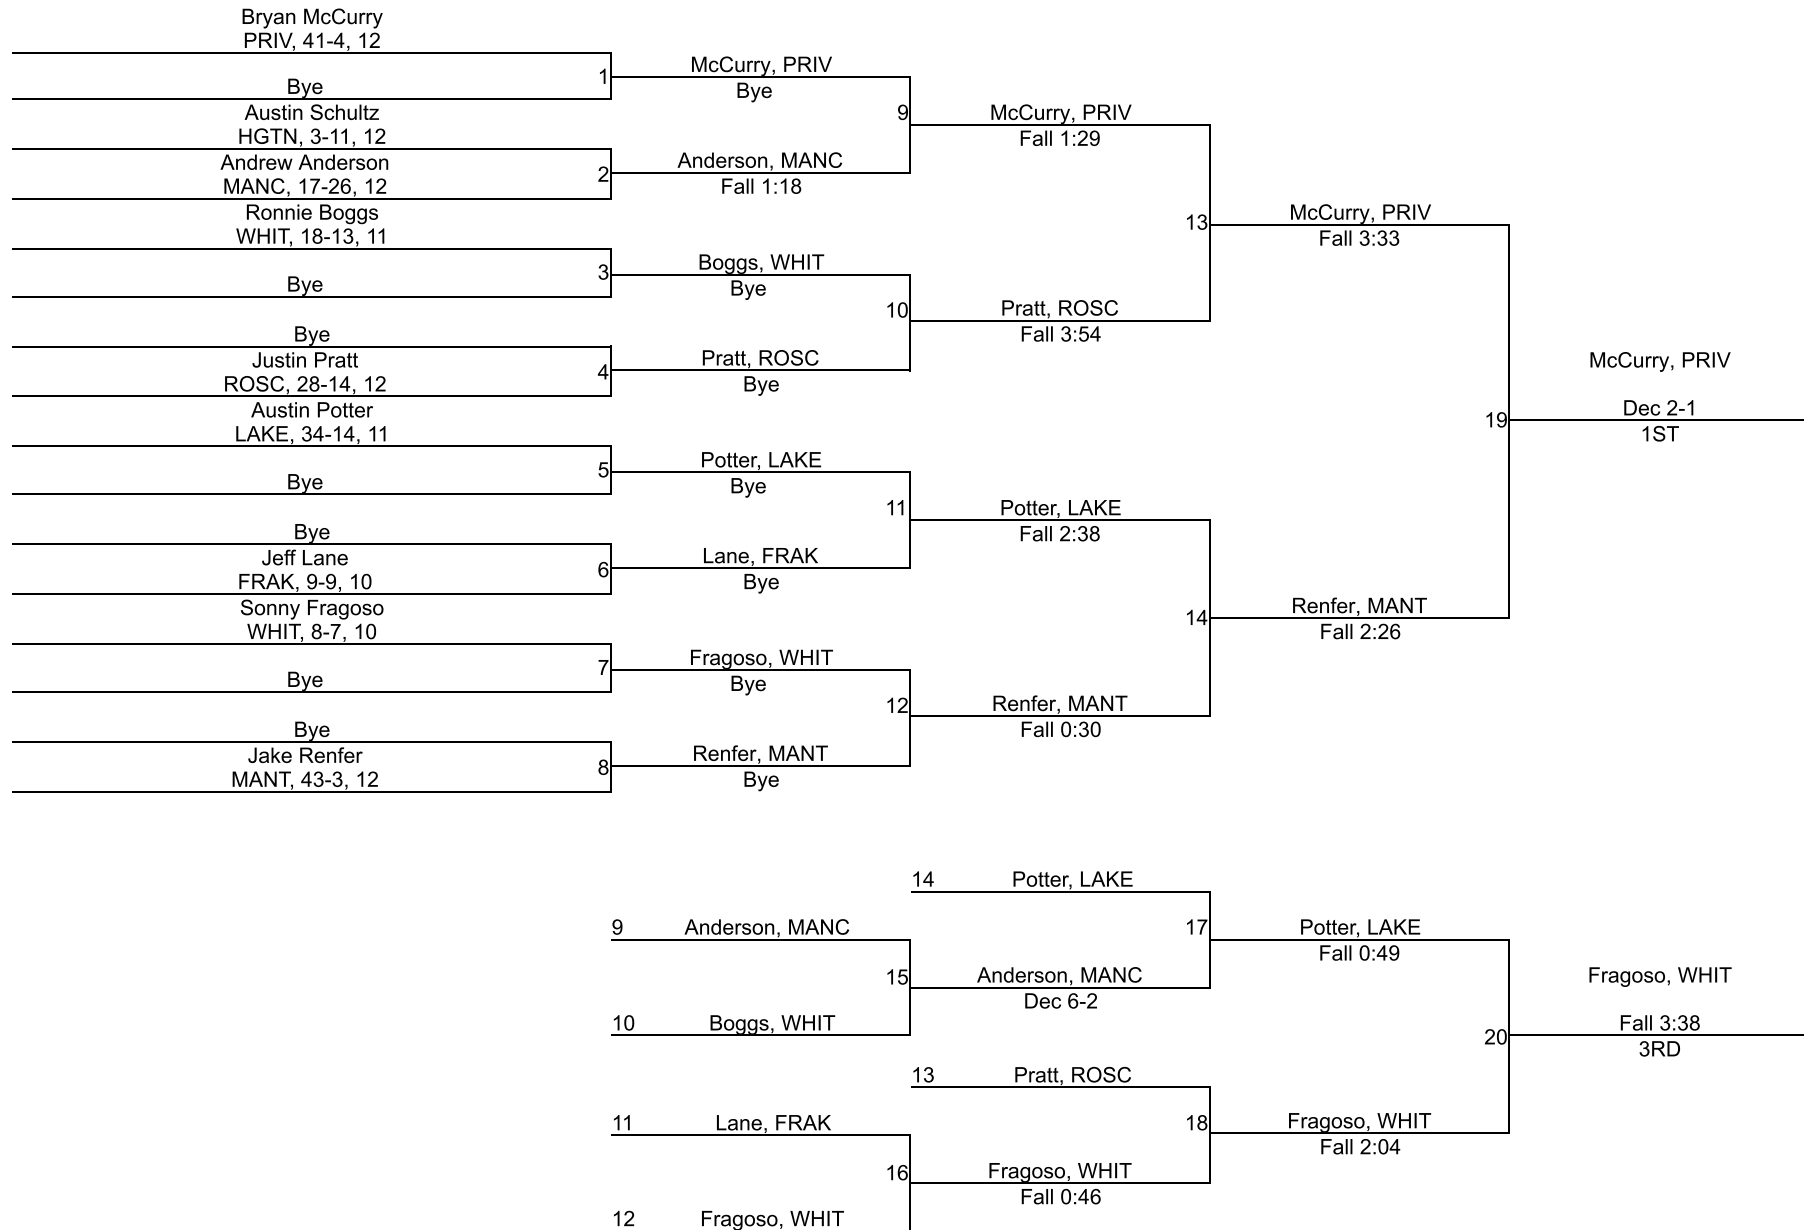 Bryan McCurry
PRIV, 41-4, 12
Bye
1
Austin Schultz
HGTN, 3-11, 12
Andrew Anderson
MANC, 17-26, 12
2
Ronnie Boggs
WHIT, 18-13, 11
Bye
3
Bye
Justin Pratt
ROSC, 28-14, 12
4
Austin Potter
LAKE, 34-14, 11
Bye
5
Bye
Jeff Lane
FRAK, 9-9, 10
6
Sonny Fragoso
WHIT, 8-7, 10
Bye
7
Bye
Jake Renfer
MANT, 43-3, 12
8
McCurry, PRIV
Bye
9
Anderson, MANC
Fall 1:18
Boggs, WHIT
Bye
10
Pratt, ROSC
Bye
Potter, LAKE
Bye
11
Lane, FRAK
Bye
Fragoso, WHIT
Bye
12
Renfer, MANT
Bye
McCurry, PRIV
Fall 1:29
13
Pratt, ROSC
Fall 3:54
Potter, LAKE
Fall 2:38
14
Renfer, MANT
Fall 0:30
McCurry, PRIV
Fall 3:33
19
Renfer, MANT
Fall 2:26
McCurry, PRIV
Dec 2-1
1ST
14 Potter, LAKE
9 Anderson, MANC
15
10 Boggs, WHIT
17
Anderson, MANC
Dec 6-2
13 Pratt, ROSC
11 Lane, FRAK
16
12 Fragoso, WHIT
18
Fragoso, WHIT
Fall 0:46
Potter, LAKE
Fall 0:49
20
Fragoso, WHIT
Fall 2:04
Fragoso, WHIT
Fall 3:38
3RD